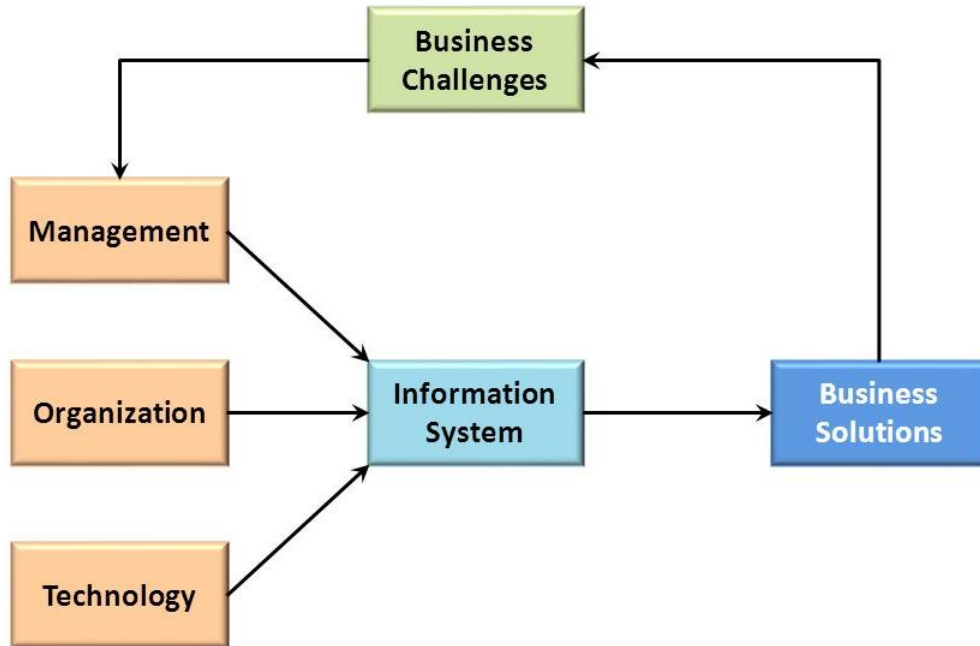 Business
Challenges
Management
Organization
Information
System
Business
Solutions
Technology